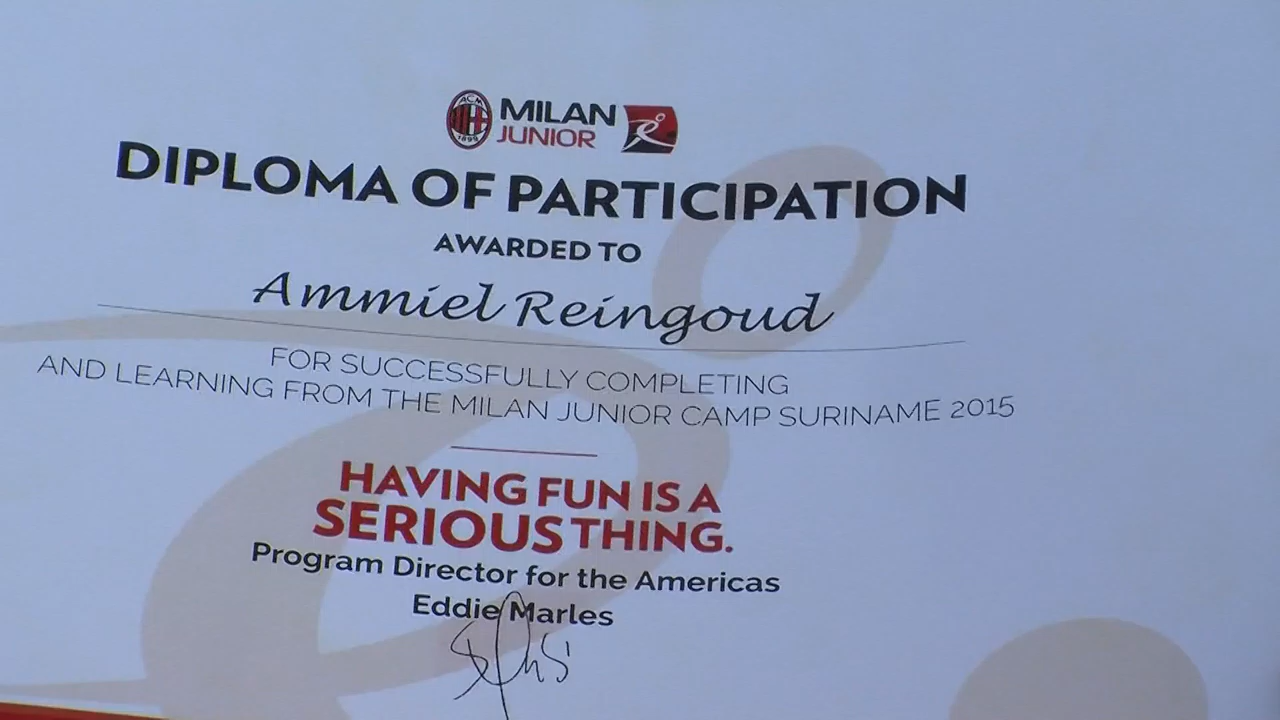 ACM
1899
MILAN
JUNIOR
DIPLOMA OF PARTICIPATION
AWARDED TO
Ammiel Reingoud
FOR SUCCESSFULLY COMPLETING
AND LEARNING FROM THE MILAN JUNIOR CAMP SURINAME 2015
HAVING FUN IS A
SERIOUS THING.
Program Director for the Americas
Eddie Marles